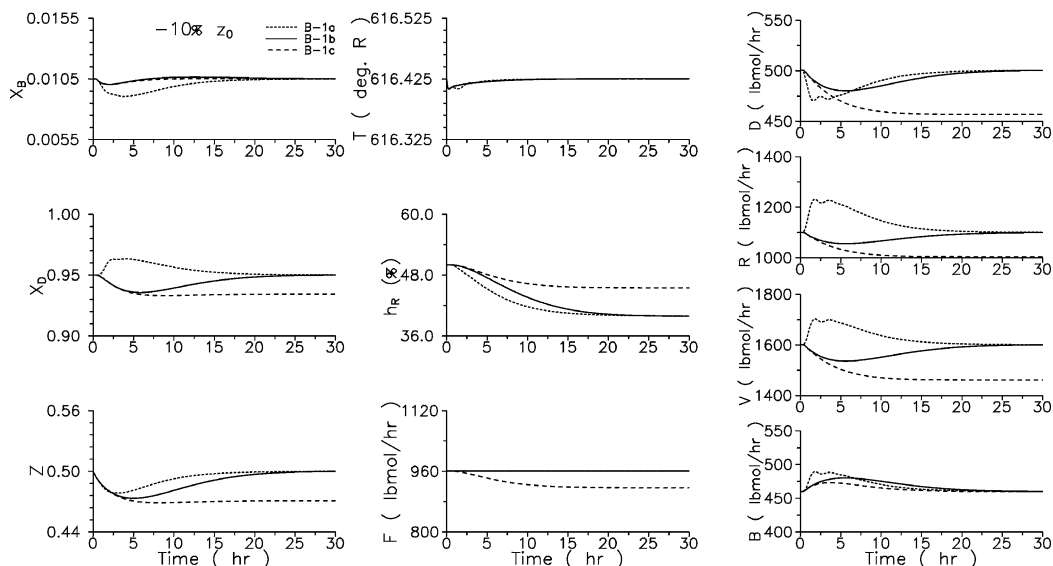 −10% z0
B−1a
B−1b
B−1c
0.0155
0.0105
0.0055
XB
0 5 10 15 20 25 30
616.525
616.425
616.325
T ( deg. R )
0 5 10 15 20 25 30
550
500
450
D ( lbmol/hr )
0 5 10 15 20 25 30
1.00
0.95
0.90
XD
0 5 10 15 20 25 30
60.0
48.0
36.0
hR (%)
0 5 10 15 20 25 30
1400
1200
1000
R ( lbmol/hr )
0 5 10 15 20 25 30
1800
1600
1400
V ( lbmol/hr )
0 5 10 15 20 25 30
0.56
0.50
0.44
Z
0 5 10 15 20 25 30
Time ( hr )
1120
960
800
F ( lbmol/hr )
0 5 10 15 20 25 30
Time ( hr )
550
500
450
400
B ( lbmol/hr )
0 5 10 15 20 25 30
Time ( hr )